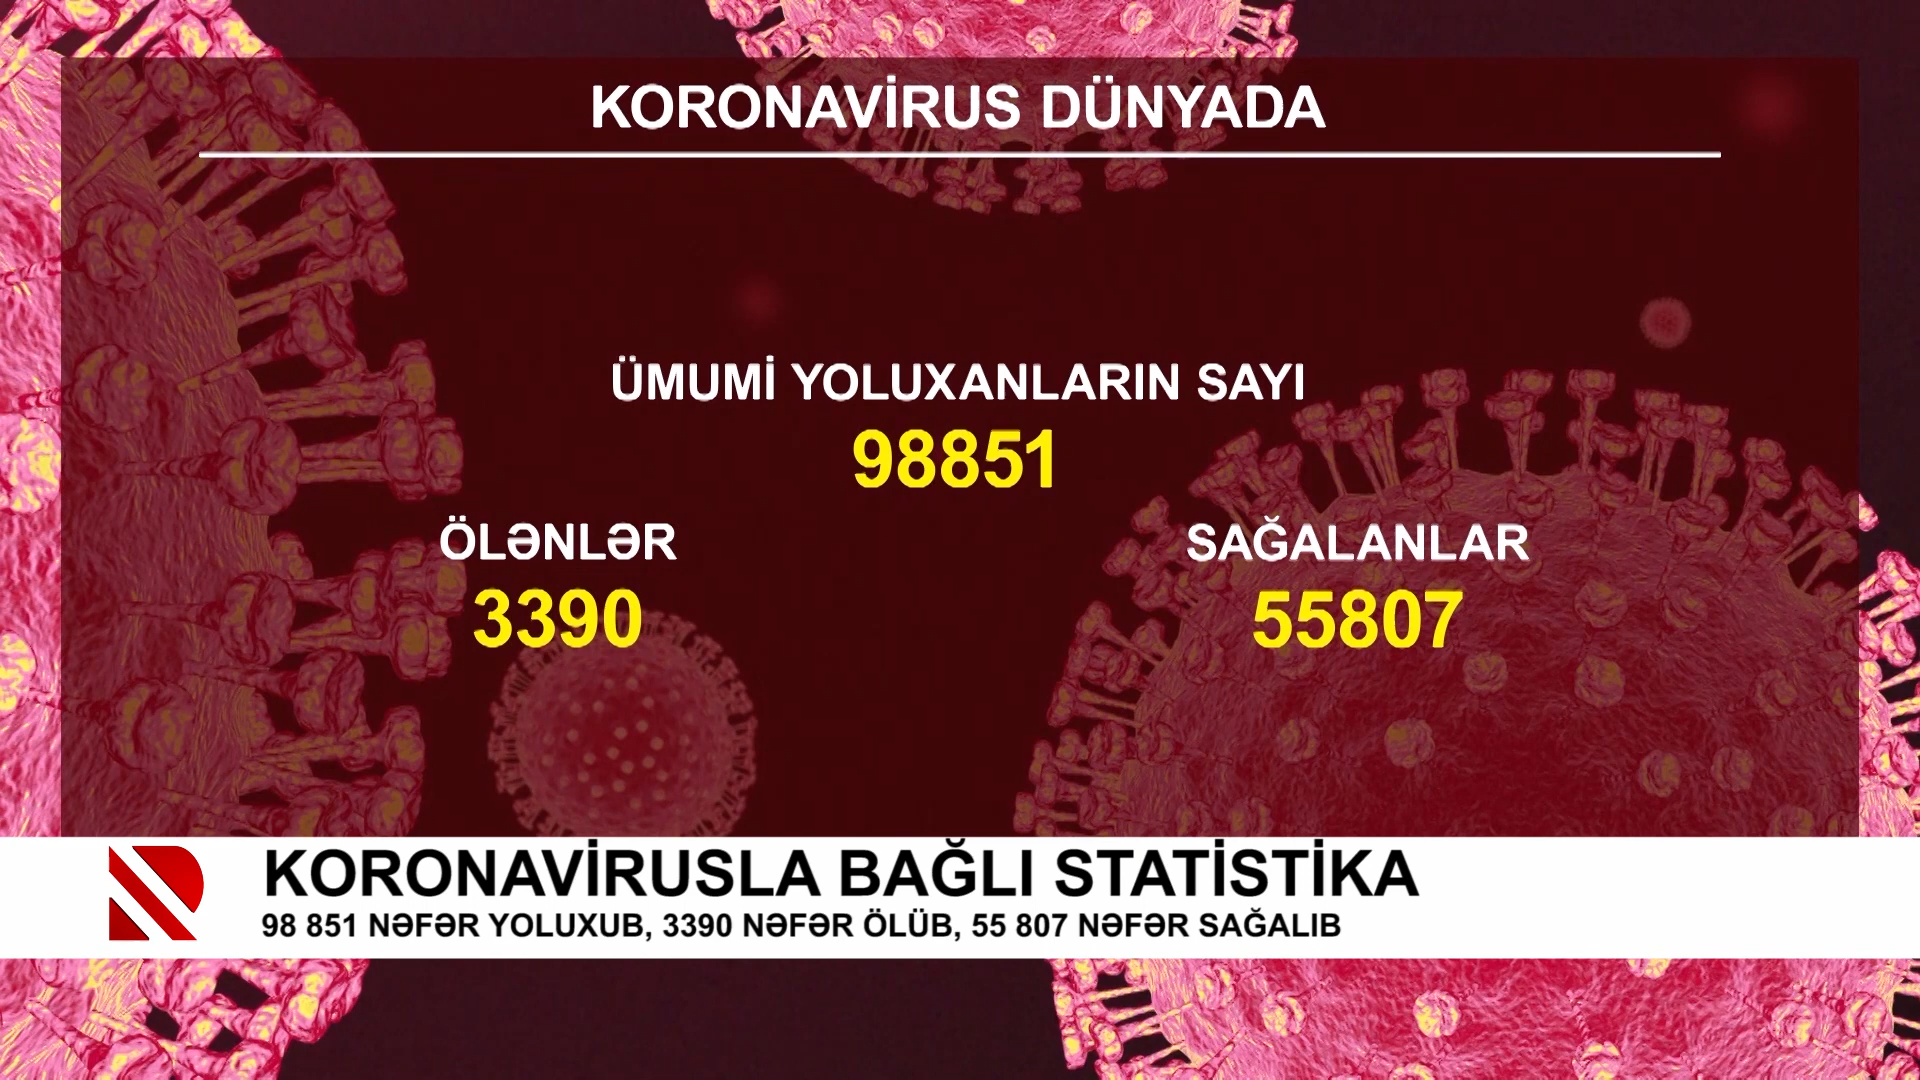 KORONAVİRUS DÜNYADA
ÜMUMİ YOLUXANLARIN SAYI
98851
ÖLƏNLƏR
3390
SAĞALANLAR
55807
KORONAVİRUSLA BAĞLI STATİSTİKA
98 851 NƏFƏR YOLUXUB, 3390 NƏFƏR ÖLÜB, 55 807 NƏFƏR SAĞALIB